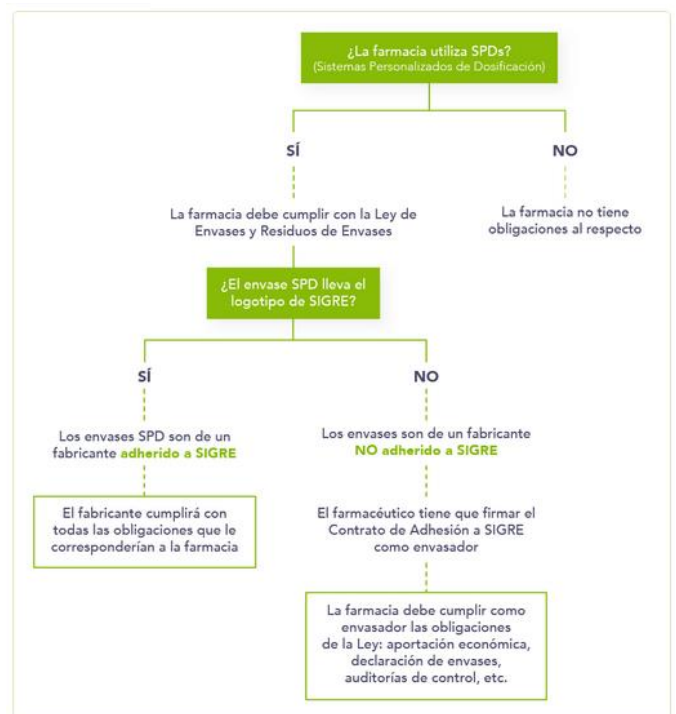 ¿La farmacia utiliza SPDs?
(Sistemas Personalizados de Dosificación)
SÍ
NO
La farmacia debe cumplir con la Ley de
Envases y Residuos de Envases
La farmacia no tiene
obligaciones al respecto
¿El envase SPD lleva el
logotipo de SIGRE?
SÍ
NO
Los envases SPD son de un
fabricante adherido a SIGRE
Los envases son de un fabricante
NO adherido a SIGRE
El fabricante cumplirá con
todas las obligaciones que le
corresponderían a la farmacia
El farmacéutico tiene que firmar el
Contrato de Adhesión a SIGRE
como envasador
La farmacia debe cumplir como
envasador las obligaciones
de la Ley: aportación económica,
declaración de envases,
auditorías de control, etc.